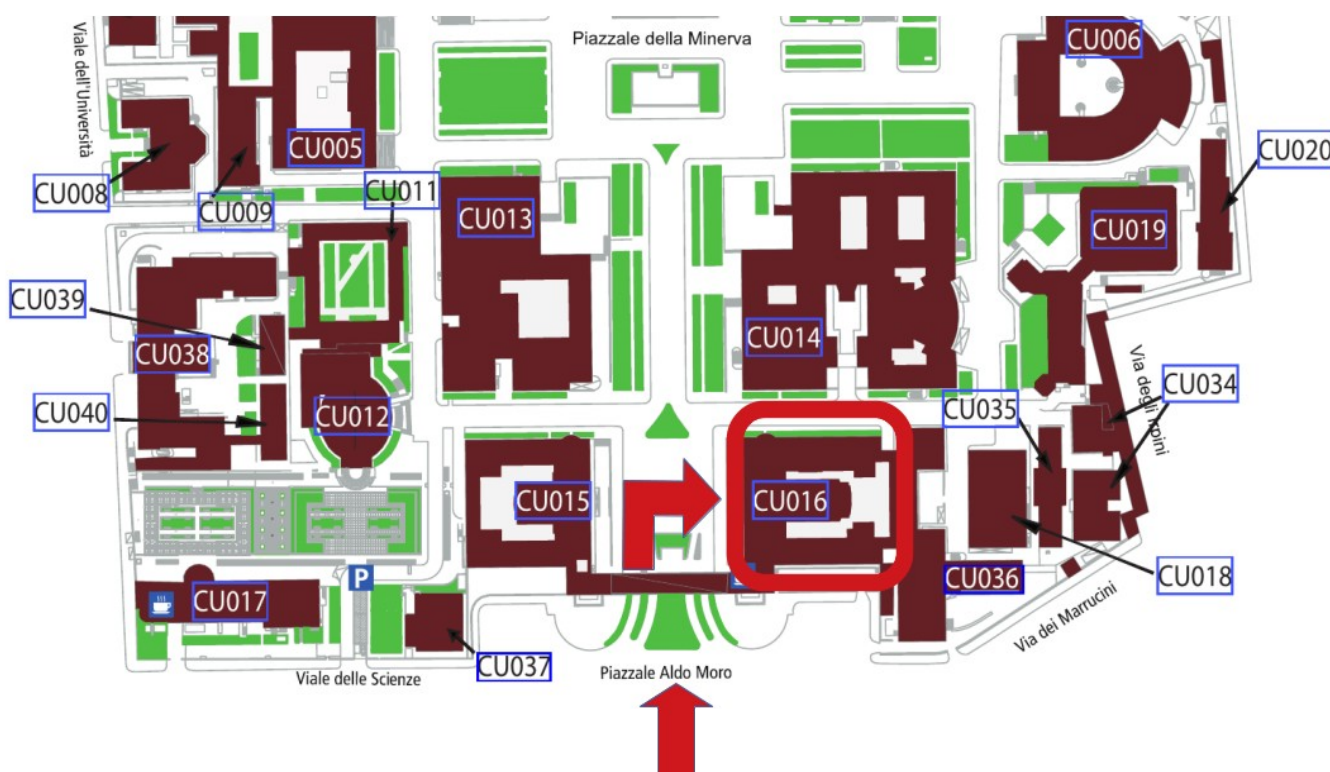 Viale dell'Università
Piazzale della Minerva
CU006
CU005
CU020
CU008
CU009
CU011
CU013
CU019
CU039
CU038
CU014
Via degli Irpini
CU034
CU035
CU040
CU012
CU015
CU016
P
CU036
CU018
CU017
Via dei Marrucini
CU037
Viale delle Scienze
Piazzale Aldo Moro